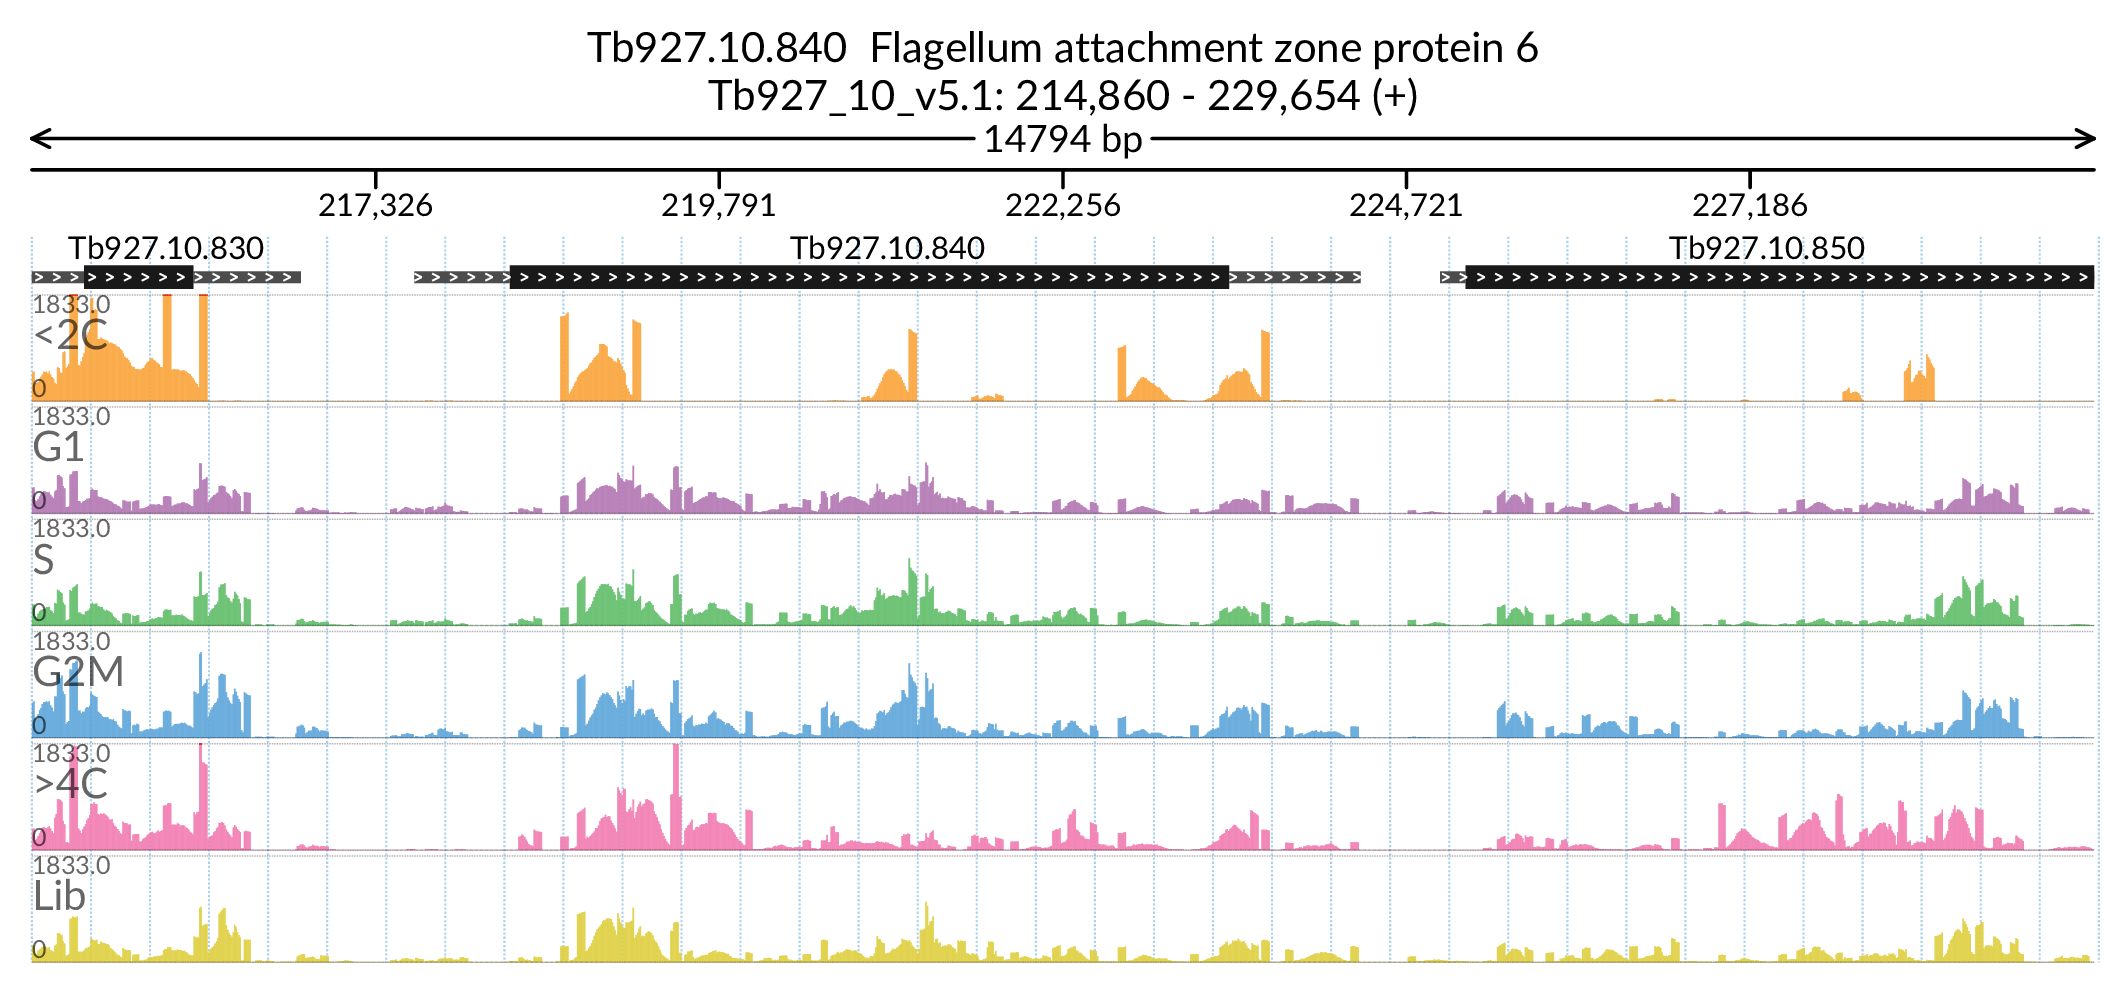 Tb927.10.840  Flagellum attachment zone protein 6
Tb927_10_v5.1: 214,860 - 229,654 (+)
14794 bp
217,326 219,791 222,256 224,721 227,186
Tb927.10.830 Tb927.10.840 Tb927.10.850
1833.0
<2C
0
1833.0
G1
0
1833.0
S
0
1833.0
G2M
0
1833.0
>4C
0
1833.0
Lib
0